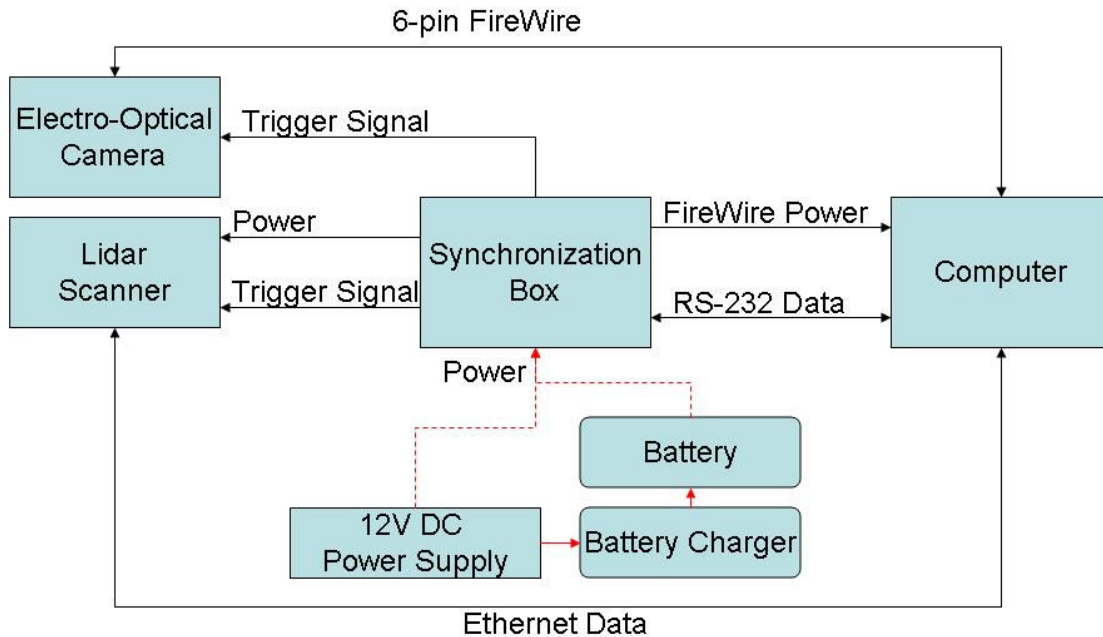 6-pin FireWire
Electro-Optical
Camera
Trigger Signal
Power
Lidar
Scanner
Trigger Signal
Synchronization
Box
FireWire Power
RS-232 Data
Computer
Power
Battery
12V DC
Power Supply
Battery Charger
Ethernet Data